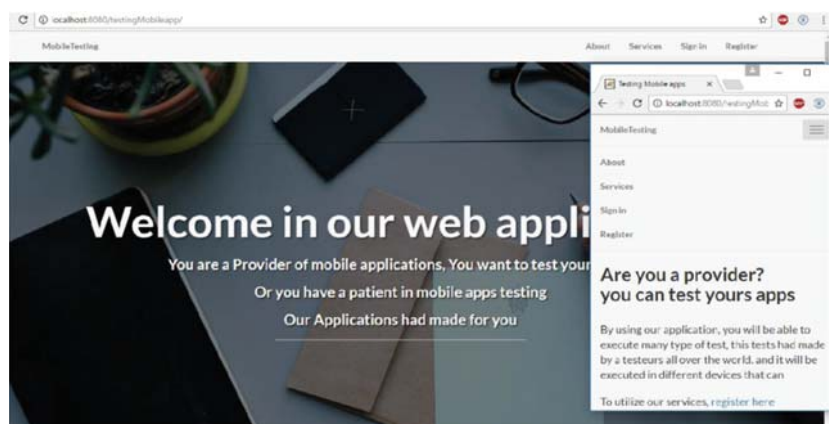 localhost:8080/testingMobileapp/
MobileTesting
About Services Sign in Register
Welcome in our web appli
You are a Provider of mobile applications, You want to test your
Or you have a patient in mobile apps testing
Our Applications had made for you
Testing Mobile apps
localhost:8080/testingMob
MobileTesting
About
Services
Sign in
Register
Are you a provider?
you can test yours apps
By using our application, you will be able to
execute many type of test, this tests had made
by a testeurs all over the world. and it will be
executed in different devices that can
To utilize our services, register here